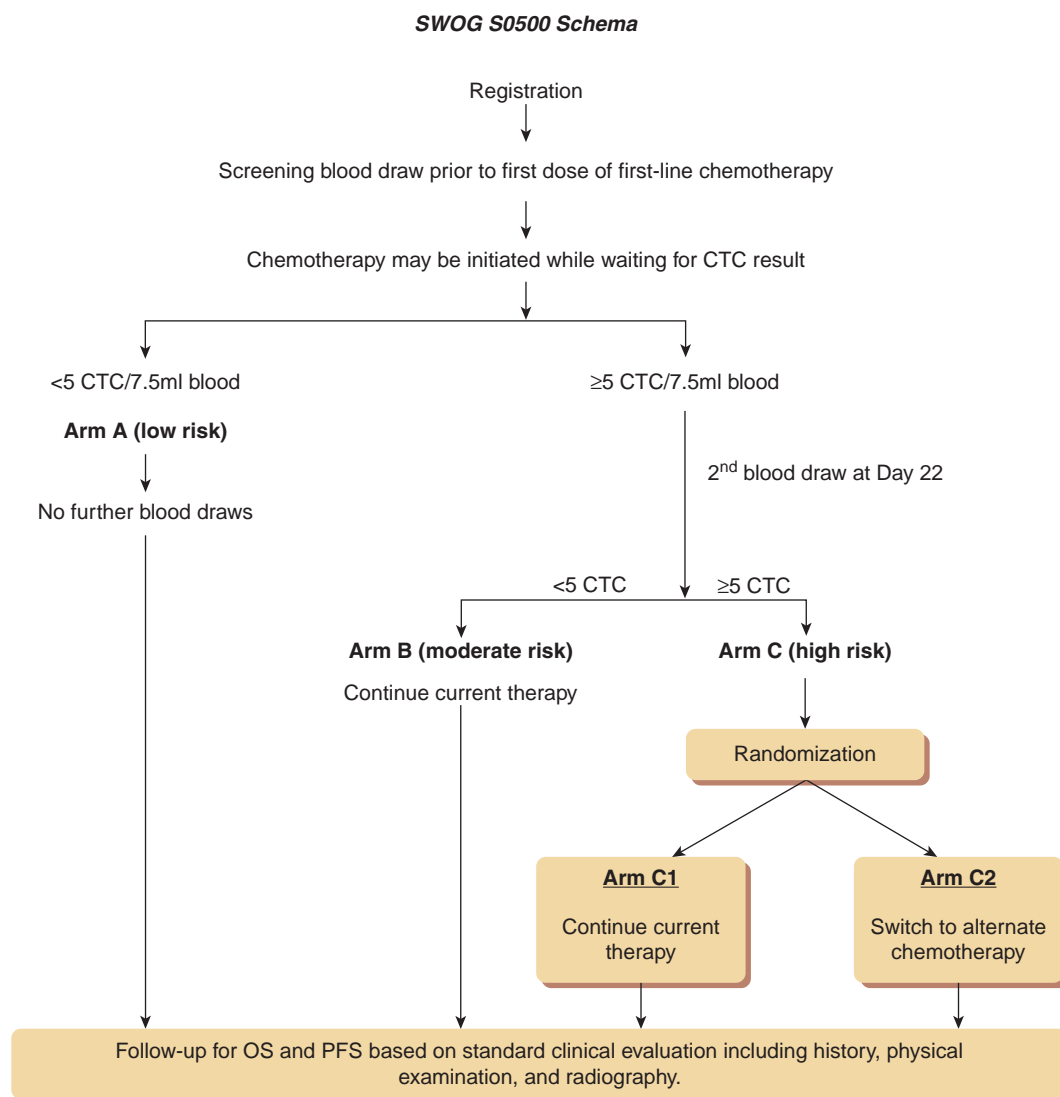 SWOG S0500 Schema
Registration
Screening blood draw prior to first dose of first-line chemotherapy
Chemotherapy may be initiated while waiting for CTC result
<5 CTC/7.5ml blood
≥5 CTC/7.5ml blood
Arm A (low risk)
2nd blood draw at Day 22
No further blood draws
<5 CTC
≥5 CTC
Arm B (moderate risk)
Arm C (high risk)
Continue current therapy
Randomization
Arm C1
Continue current
therapy
Arm C2
Switch to alternate
chemotherapy
Follow-up for OS and PFS based on standard clinical evaluation including history, physical
examination, and radiography.